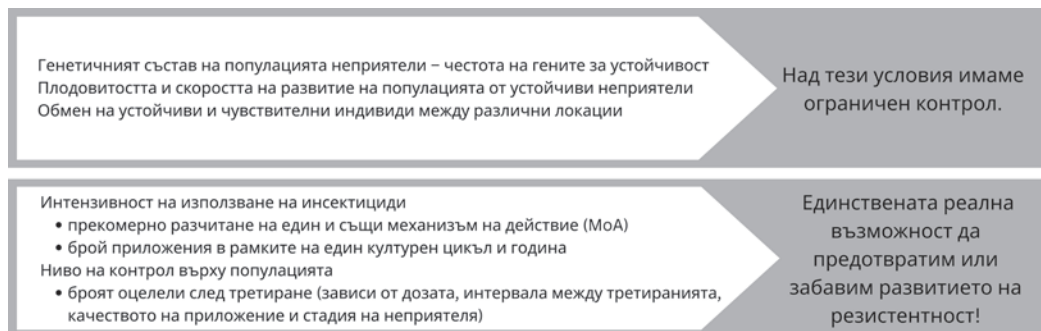 Генетичният състав на популацията неприятели – честота на гените за устойчивост
Плодовитостта и скоростта на развитие на популацията от устойчиви неприятели
Обмен на устойчиви и чувствителни индивиди между различни локации
Над тези условия имаме
ограничен контрол.
Интензивност на използване на инсектициди
• прекомерно разчитане на един и същи механизъм на действие (MoA)
• брой приложения в рамките на един културен цикъл и година
Ниво на контрол върху популацията
• броят оцелели след третиране (зависи от дозата, интервала между третиранията,
качеството на приложение и стадия на неприятеля)
Единствената реална
възможност да
предотвратим или
забавим развитието на
резистентност!